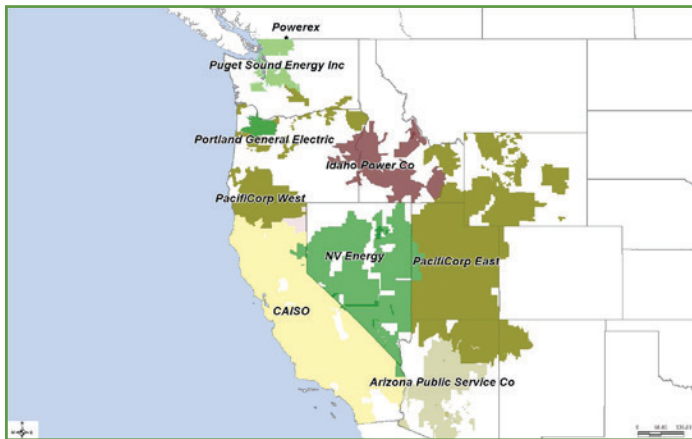 Powerex
Puget Sound Energy Inc
Portland General Electric
Idaho Power Co
PacifiCorp West
NV Energy
PacifiCorp East
CAISO
Arizona Public Service Co